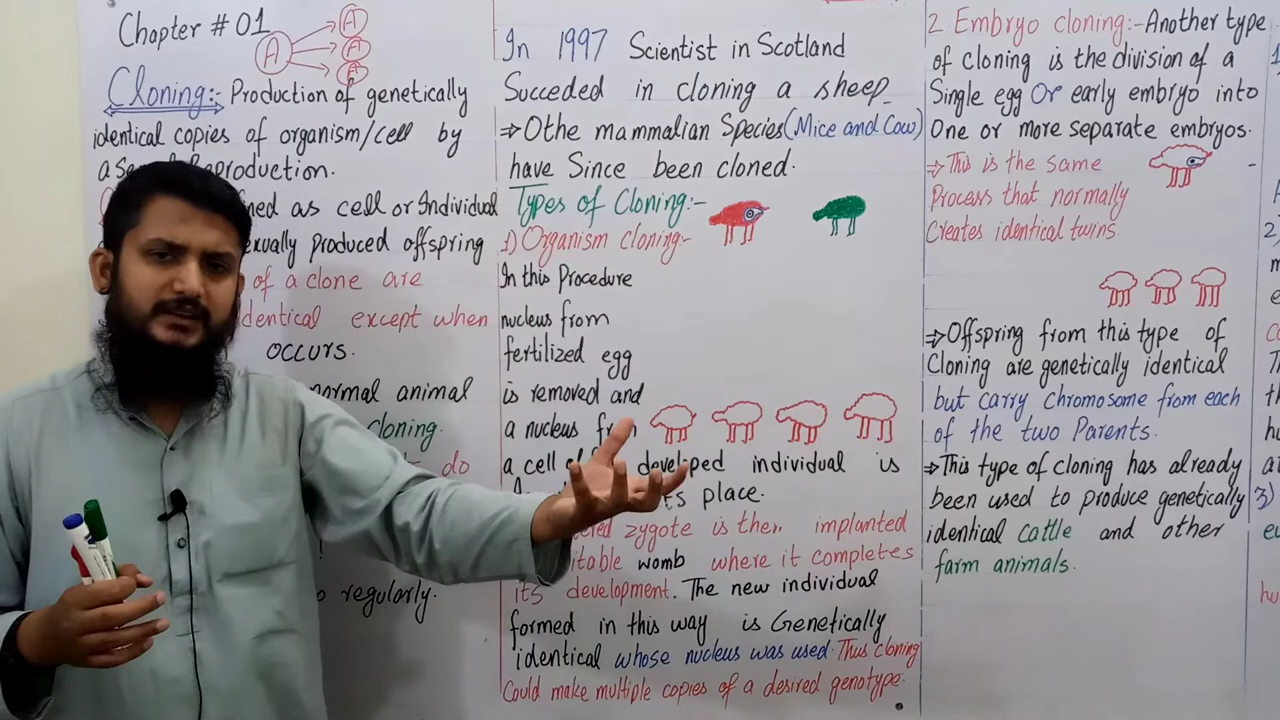 Chapter # 01
A
A
A
A
Cloning:- Production of genetically
identical copies of organism/cell by
production.
as cell or Individual
produced offspring
of a clone are
except when
occurs.
normal animal
cloning.
do
regularly.
In 1997 Scientist in Scotland
Succeded in cloning a sheep
⇒ Othe mammalian Species (Mice and Cow)
have Since been cloned.
Types of Cloning:-
1) Organism Cloning:-
In this Procedure
nucleus from
fertilized egg
is removed and
a nucleus
a cell developed individual is
place.
zygote is then implanted
womb where it completes
its development. The new individual
formed in this way is Genetically
identical whose nucleus was used. Thus cloning
Could make multiple copies of a desired genotype.
2 Embryo cloning:- Another type
of cloning is the division of a
Single egg Or early embryo into
One or more separate embryos.
⇒ This is the same
Process that normally
Creates identical twins.
⇒ Offspring from this type of
Cloning are genetically identical
but carry chromosome from each
of the two Parents.
⇒ This type of cloning has already
been used to produce genetically
identical cattle and other
farm animals.
2,
3)